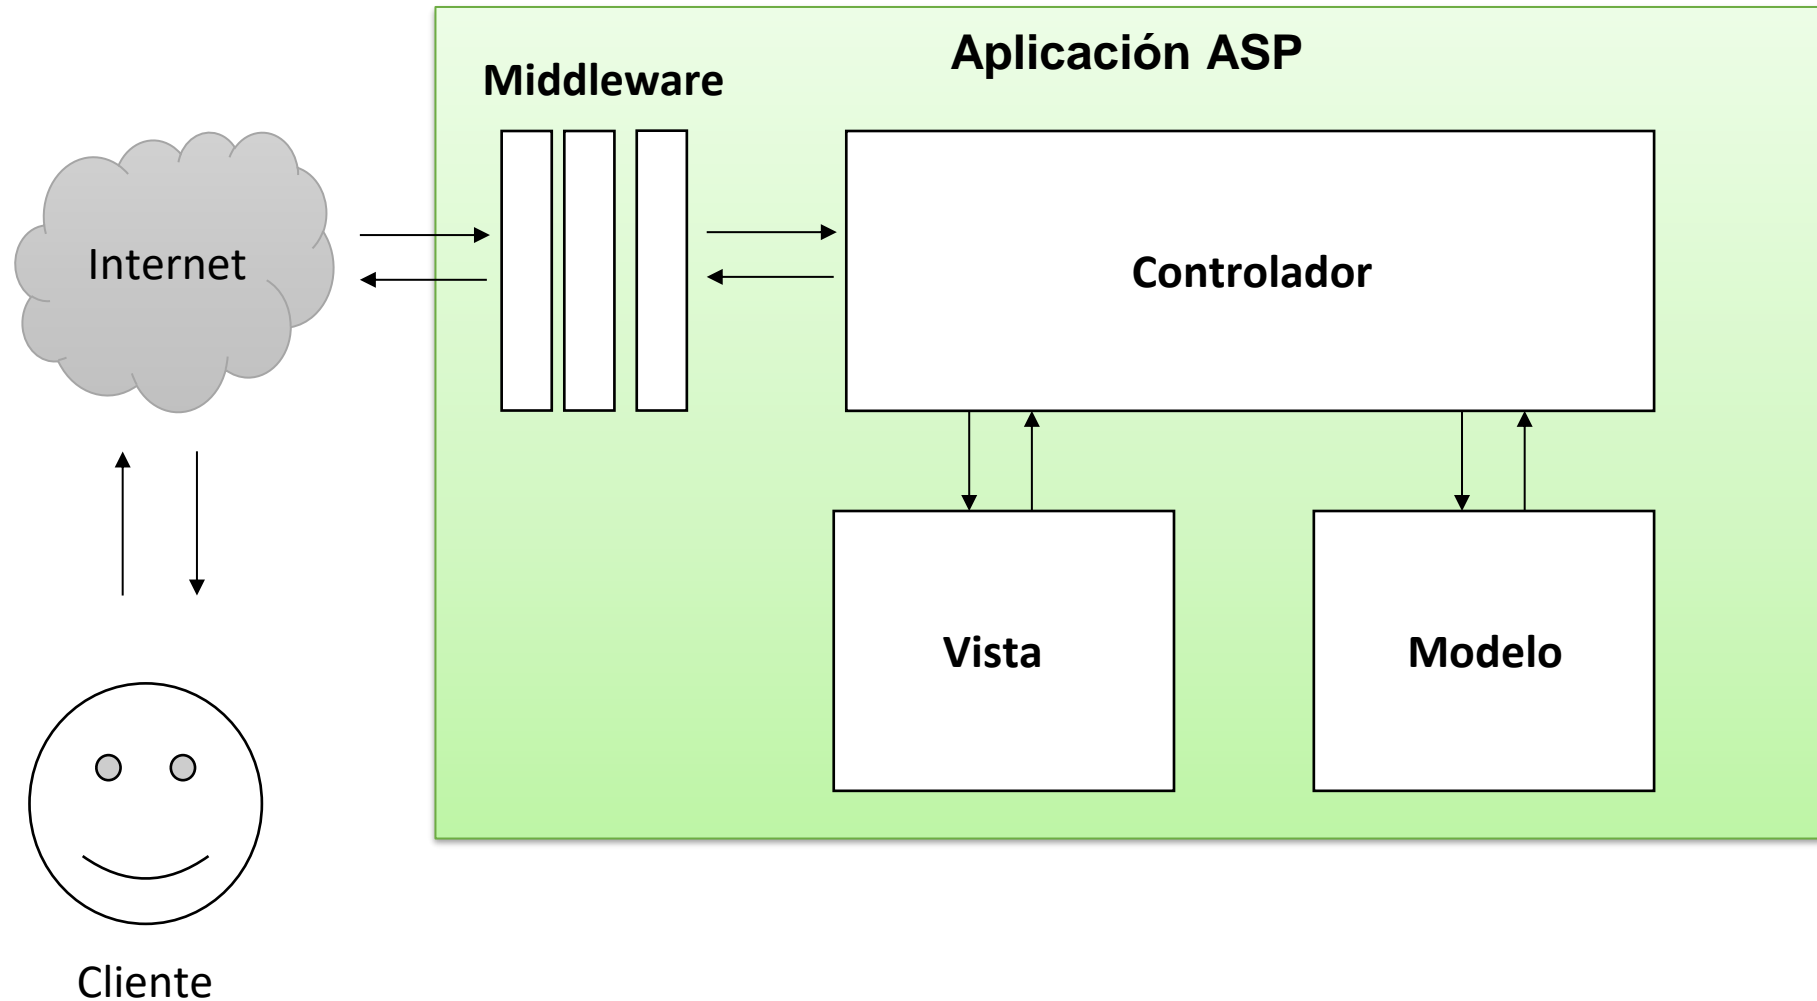 Aplicación ASP
Middleware
Internet
Controlador
Vista
Modelo
Cliente